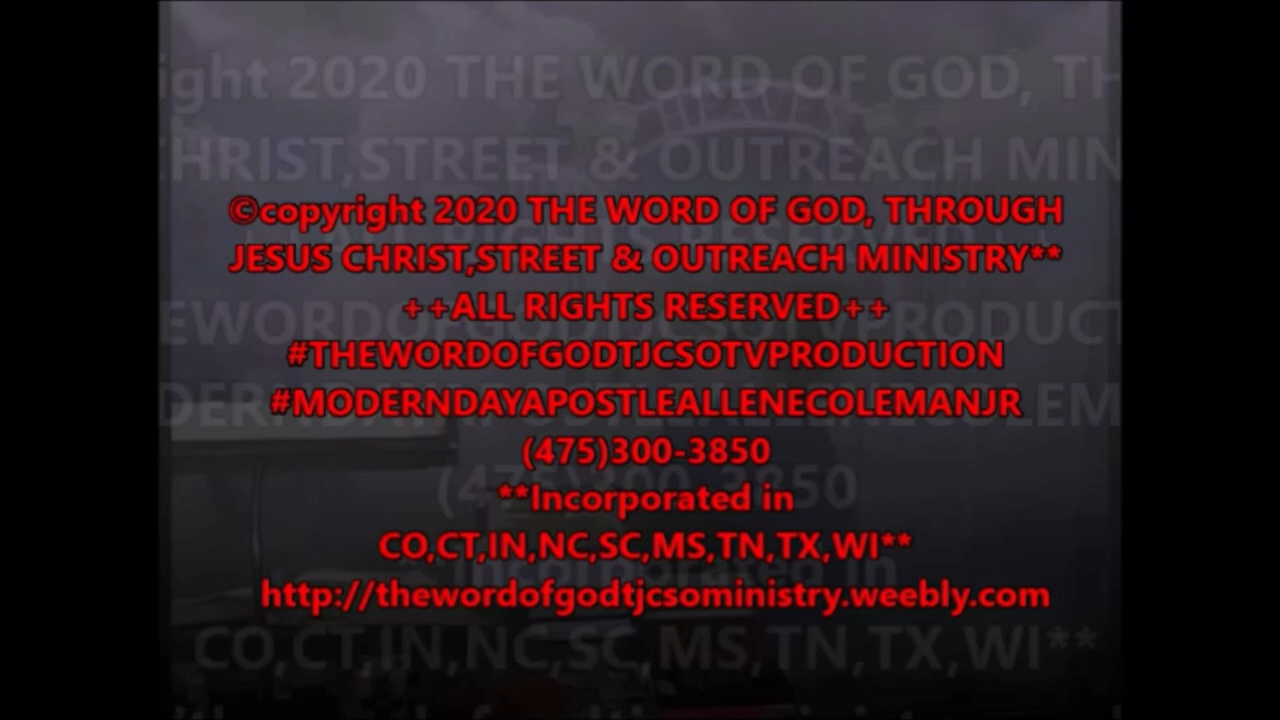 ©copyright 2020 THE WORD OF GOD, THROUGH
JESUS CHRIST,STREET & OUTREACH MINISTRY**
++ALL RIGHTS RESERVED++
#THEWORDOFGODTJCSOTVPRODUCTION
#MODERNDAYAPOSTLEALLENECOLEMANJR
(475)300-3850
**Incorporated in
CO,CT,IN,NC,SC,MS,TN,TX,WI**
http://thewordofgodtjcsoministry.weebly.com